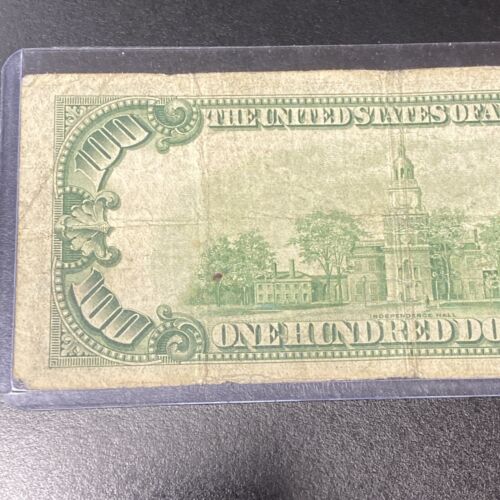 100
THE UNITED STATES OF A
INDEPENDENCE HALL
100
ONE HUNDRED DO